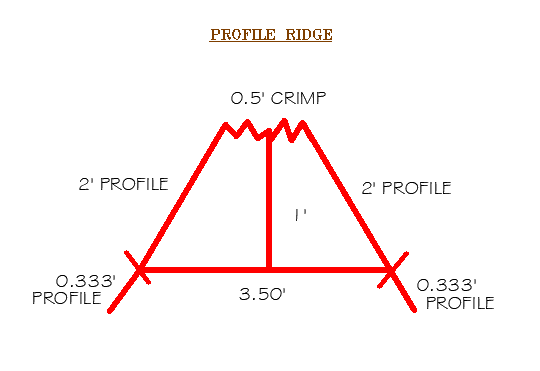 PROFILE RIDGE
0.5' CRIMP
2' PROFILE
2' PROFILE
1'
0.333'
PROFILE
3.50'
0.333'
PROFILE